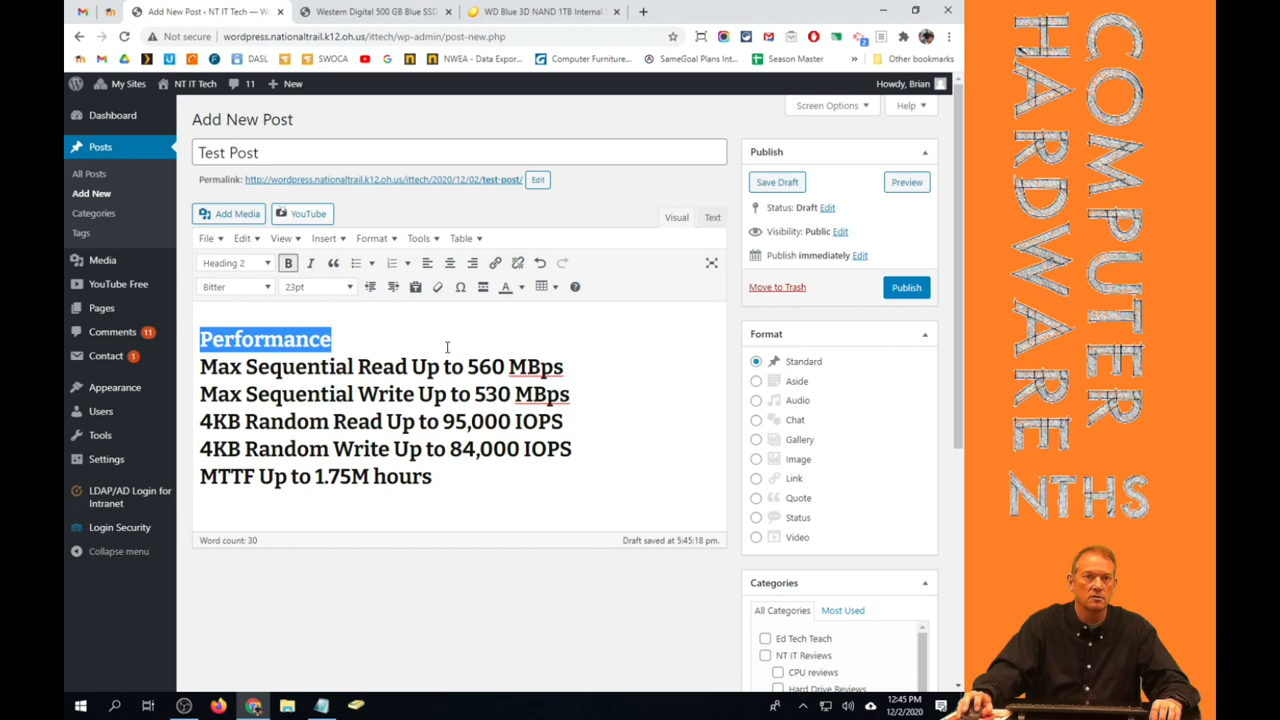 Add New Post ‹ NT IT Tech — Wo
Western Digital 500 GB Blue SSD
WD Blue 3D NAND 1TB Internal
Not secure
wordpress.nationaltrail.k12.oh.us/ittech/wp-admin/post-new.php
DASL
SWOCA
NWEA - Data Expor...
Computer Furniture...
SameGoal Plans Int...
Season Master
»
Other bookmarks
My Sites
NT IT Tech
11
New
Howdy, Brian
Dashboard
Posts
All Posts
Add New
Categories
Tags
Media
YouTube Free
Pages
Comments 11
Contact 1
Appearance
Users
Tools
Settings
LDAP/AD Login for
Intranet
Login Security
Collapse menu
Screen Options
Help
Add New Post
Test Post
Permalink: http://wordpress.nationaltrail.k12.oh.us/ittech/2020/12/02/test-post/ Edit
Add Media
YouTube
Visual
Text
File
Edit
View
Insert
Format
Tools
Table
Heading 2
B
I
Bitter
23pt
A
Performance
Max Sequential Read Up to 560 MBps
Max Sequential Write Up to 530 MBps
4KB Random Read Up to 95,000 IOPS
4KB Random Write Up to 84,000 IOPS
MTTF Up to 1.75M hours
Word count: 30
Draft saved at 5:45:18 pm.
Publish
Save Draft
Preview
Status: Draft Edit
Visibility: Public Edit
Publish immediately Edit
Move to Trash
Publish
Format
Standard
Aside
Audio
Chat
Gallery
Image
Link
Quote
Status
Video
Categories
All Categories
Most Used
Ed Tech Teach
NT IT Reviews
CPU reviews
Hard Drive Reviews
12:45 PM
12/2/2020
COMPUTER
HARDWARE
NTHS